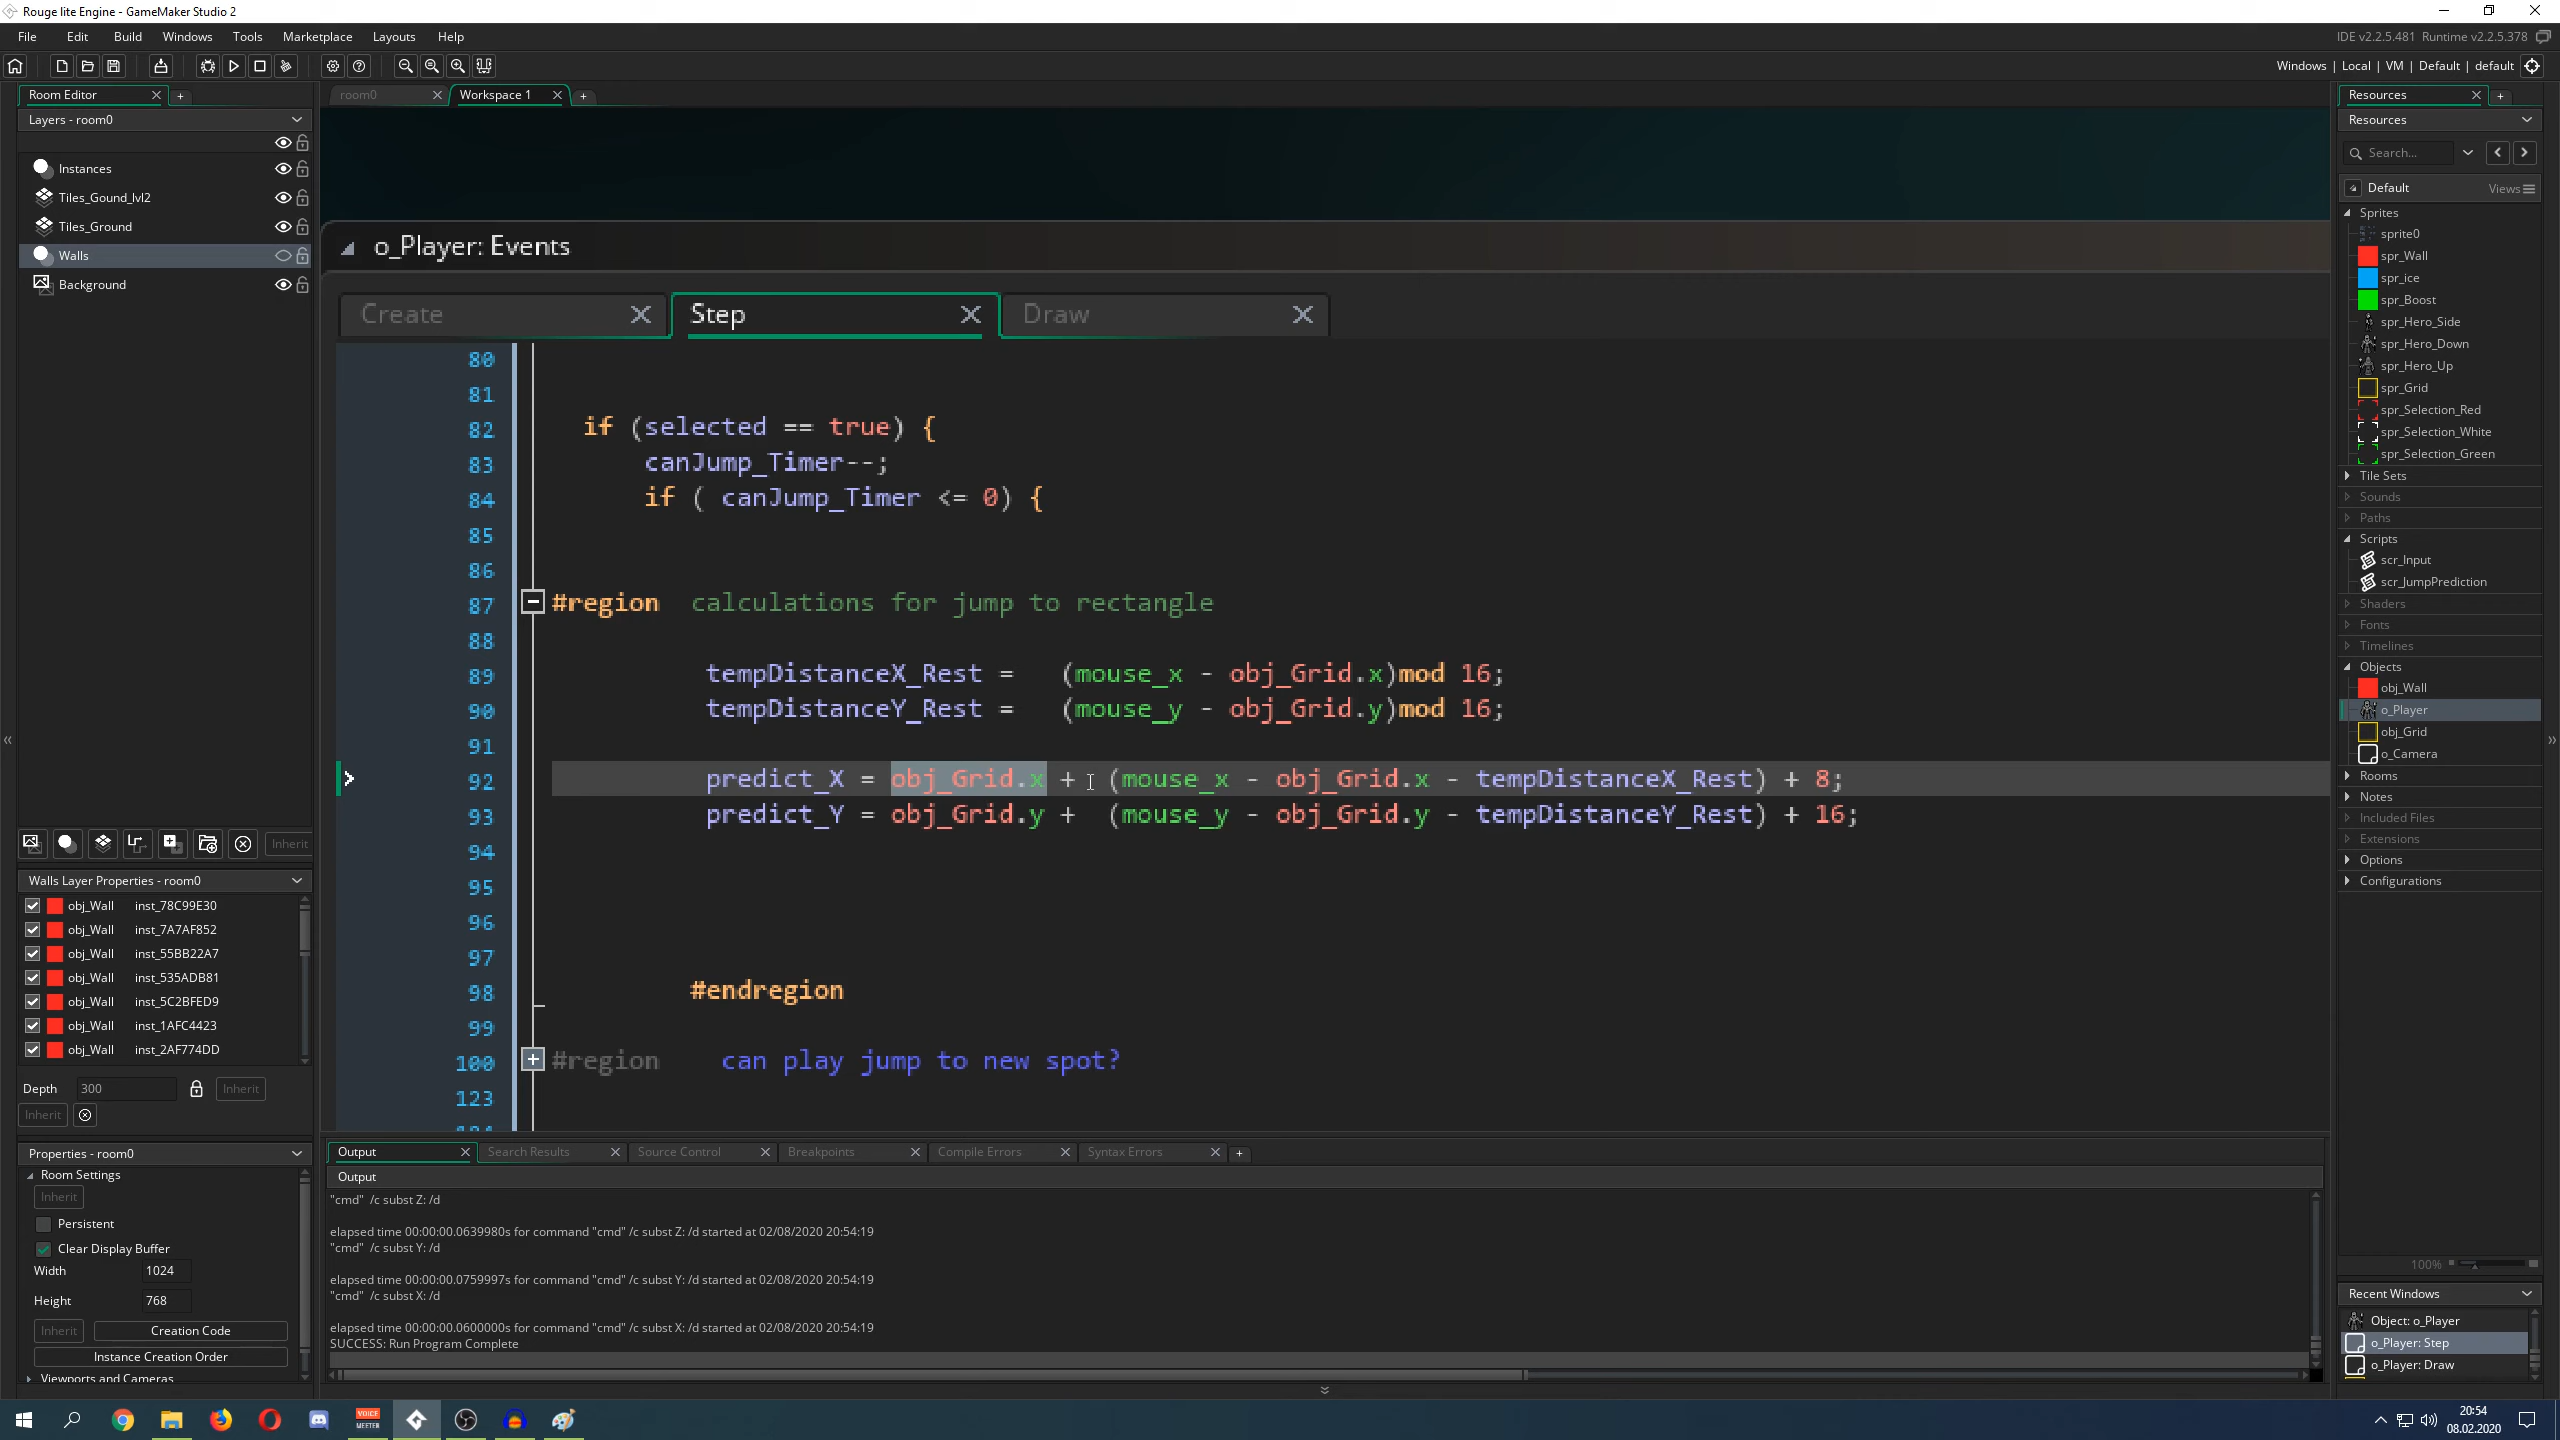 Rouge lite Engine - GameMaker Studio 2
File Edit Build Windows Tools Marketplace Layouts Help
IDE v2.2.5.481 Runtime v2.2.5.378
Windows | Local | VM | Default | default
Room Editor
Layers - room0
Instances
Tiles_Gound_lvl2
Tiles_Ground
Walls
Background
Inherit
Walls Layer Properties - room0
obj_Wall inst_78C99E30
obj_Wall inst_7A7AF852
obj_Wall inst_55BB22A7
obj_Wall inst_535ADB81
obj_Wall inst_5C2BFED9
obj_Wall inst_1AFC4423
obj_Wall inst_2AF774DD
Depth 300 Inherit
Inherit
Properties - room0
Room Settings
Inherit
Persistent
Clear Display Buffer
Width 1024
Height 768
Inherit Creation Code
Instance Creation Order
Viewports and Cameras
room0 Workspace 1
o_Player: Events
Create Step Draw
80
81
82 if (selected == true) {
83 canJump_Timer--;
84 if ( canJump_Timer <= 0) {
85
86
87 #region calculations for jump to rectangle
88
89 tempDistanceX_Rest = (mouse_x - obj_Grid.x)mod 16;
90 tempDistanceY_Rest = (mouse_y - obj_Grid.y)mod 16;
91
92 predict_X = obj_Grid.x + (mouse_x - obj_Grid.x - tempDistanceX_Rest) + 8;
93 predict_Y = obj_Grid.y + (mouse_y - obj_Grid.y - tempDistanceY_Rest) + 16;
94
95
96
97
98 #endregion
99
100 #region can play jump to new spot?
123
Output Search Results Source Control Breakpoints Compile Errors Syntax Errors
Output
"cmd" /c subst Z: /d
elapsed time 00:00:00.0639980s for command "cmd" /c subst Z: /d started at 02/08/2020 20:54:19
"cmd" /c subst Y: /d
elapsed time 00:00:00.0759997s for command "cmd" /c subst Y: /d started at 02/08/2020 20:54:19
"cmd" /c subst X: /d
elapsed time 00:00:00.0600000s for command "cmd" /c subst X: /d started at 02/08/2020 20:54:19
SUCCESS: Run Program Complete
Resources
Resources
Search...
Default Views
Sprites
sprite0
spr_Wall
spr_ice
spr_Boost
spr_Hero_Side
spr_Hero_Down
spr_Hero_Up
spr_Grid
spr_Selection_Red
spr_Selection_White
spr_Selection_Green
Tile Sets
Sounds
Paths
Scripts
scr_Input
scr_JumpPrediction
Shaders
Fonts
Timelines
Objects
obj_Wall
o_Player
obj_Grid
o_Camera
Rooms
Notes
Included Files
Extensions
Options
Configurations
100%
Recent Windows
Object: o_Player
o_Player: Step
o_Player: Draw
VOICE
MEETER
20:54
08.02.2020